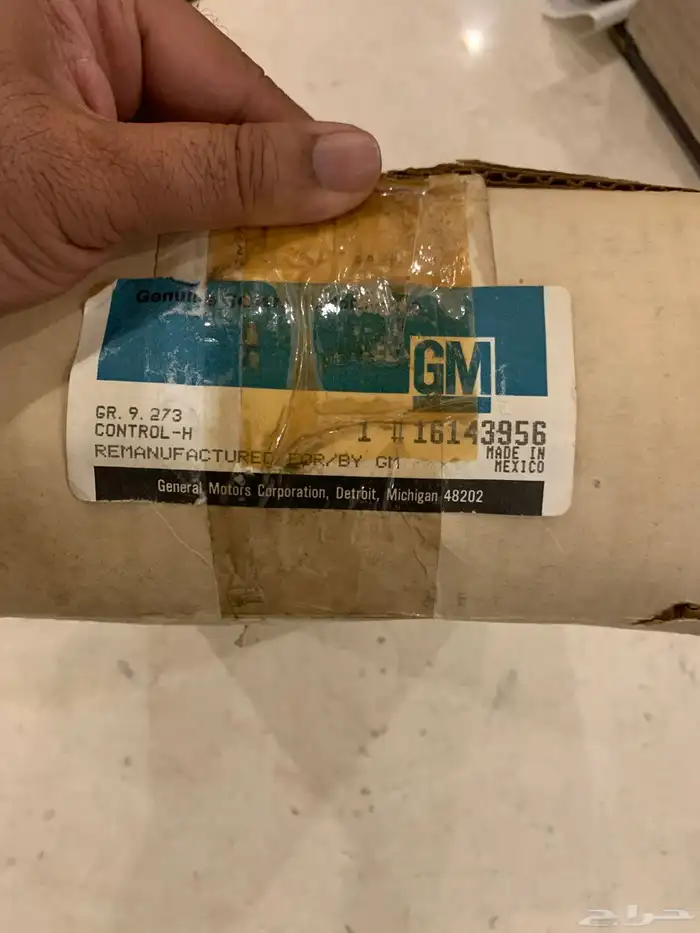 Genuine
GM
GR. 9. 273
CONTROL-H
1 # 16143956
REMANUFACTURED FOR/BY GM
MADE IN
MEXICO
General Motors Corporation, Detroit, Michigan 48202
حراج